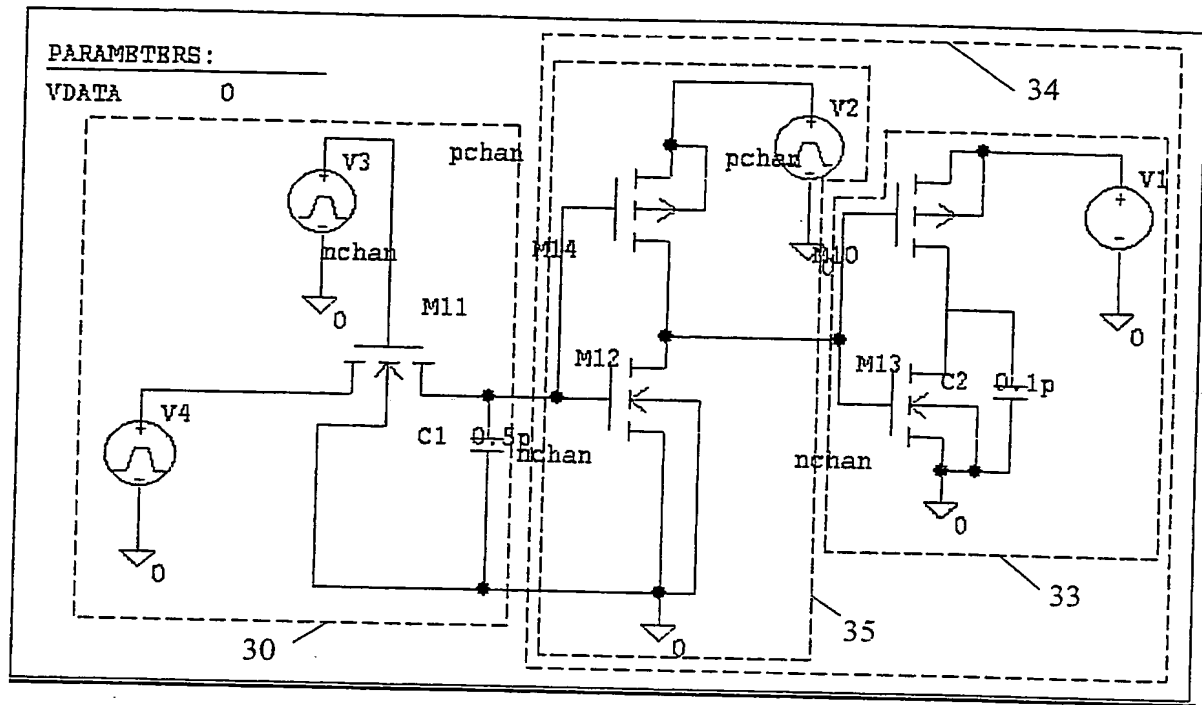 PARAMETERS:
VDATA 0
34
V2
V3
pchan
pchan
V1
nchan
M14
M10
0
0
M11
0
M12
M13
C2
0.1p
V4
C1
0.5p
nchan
nchan
0
0
33
35
30
0